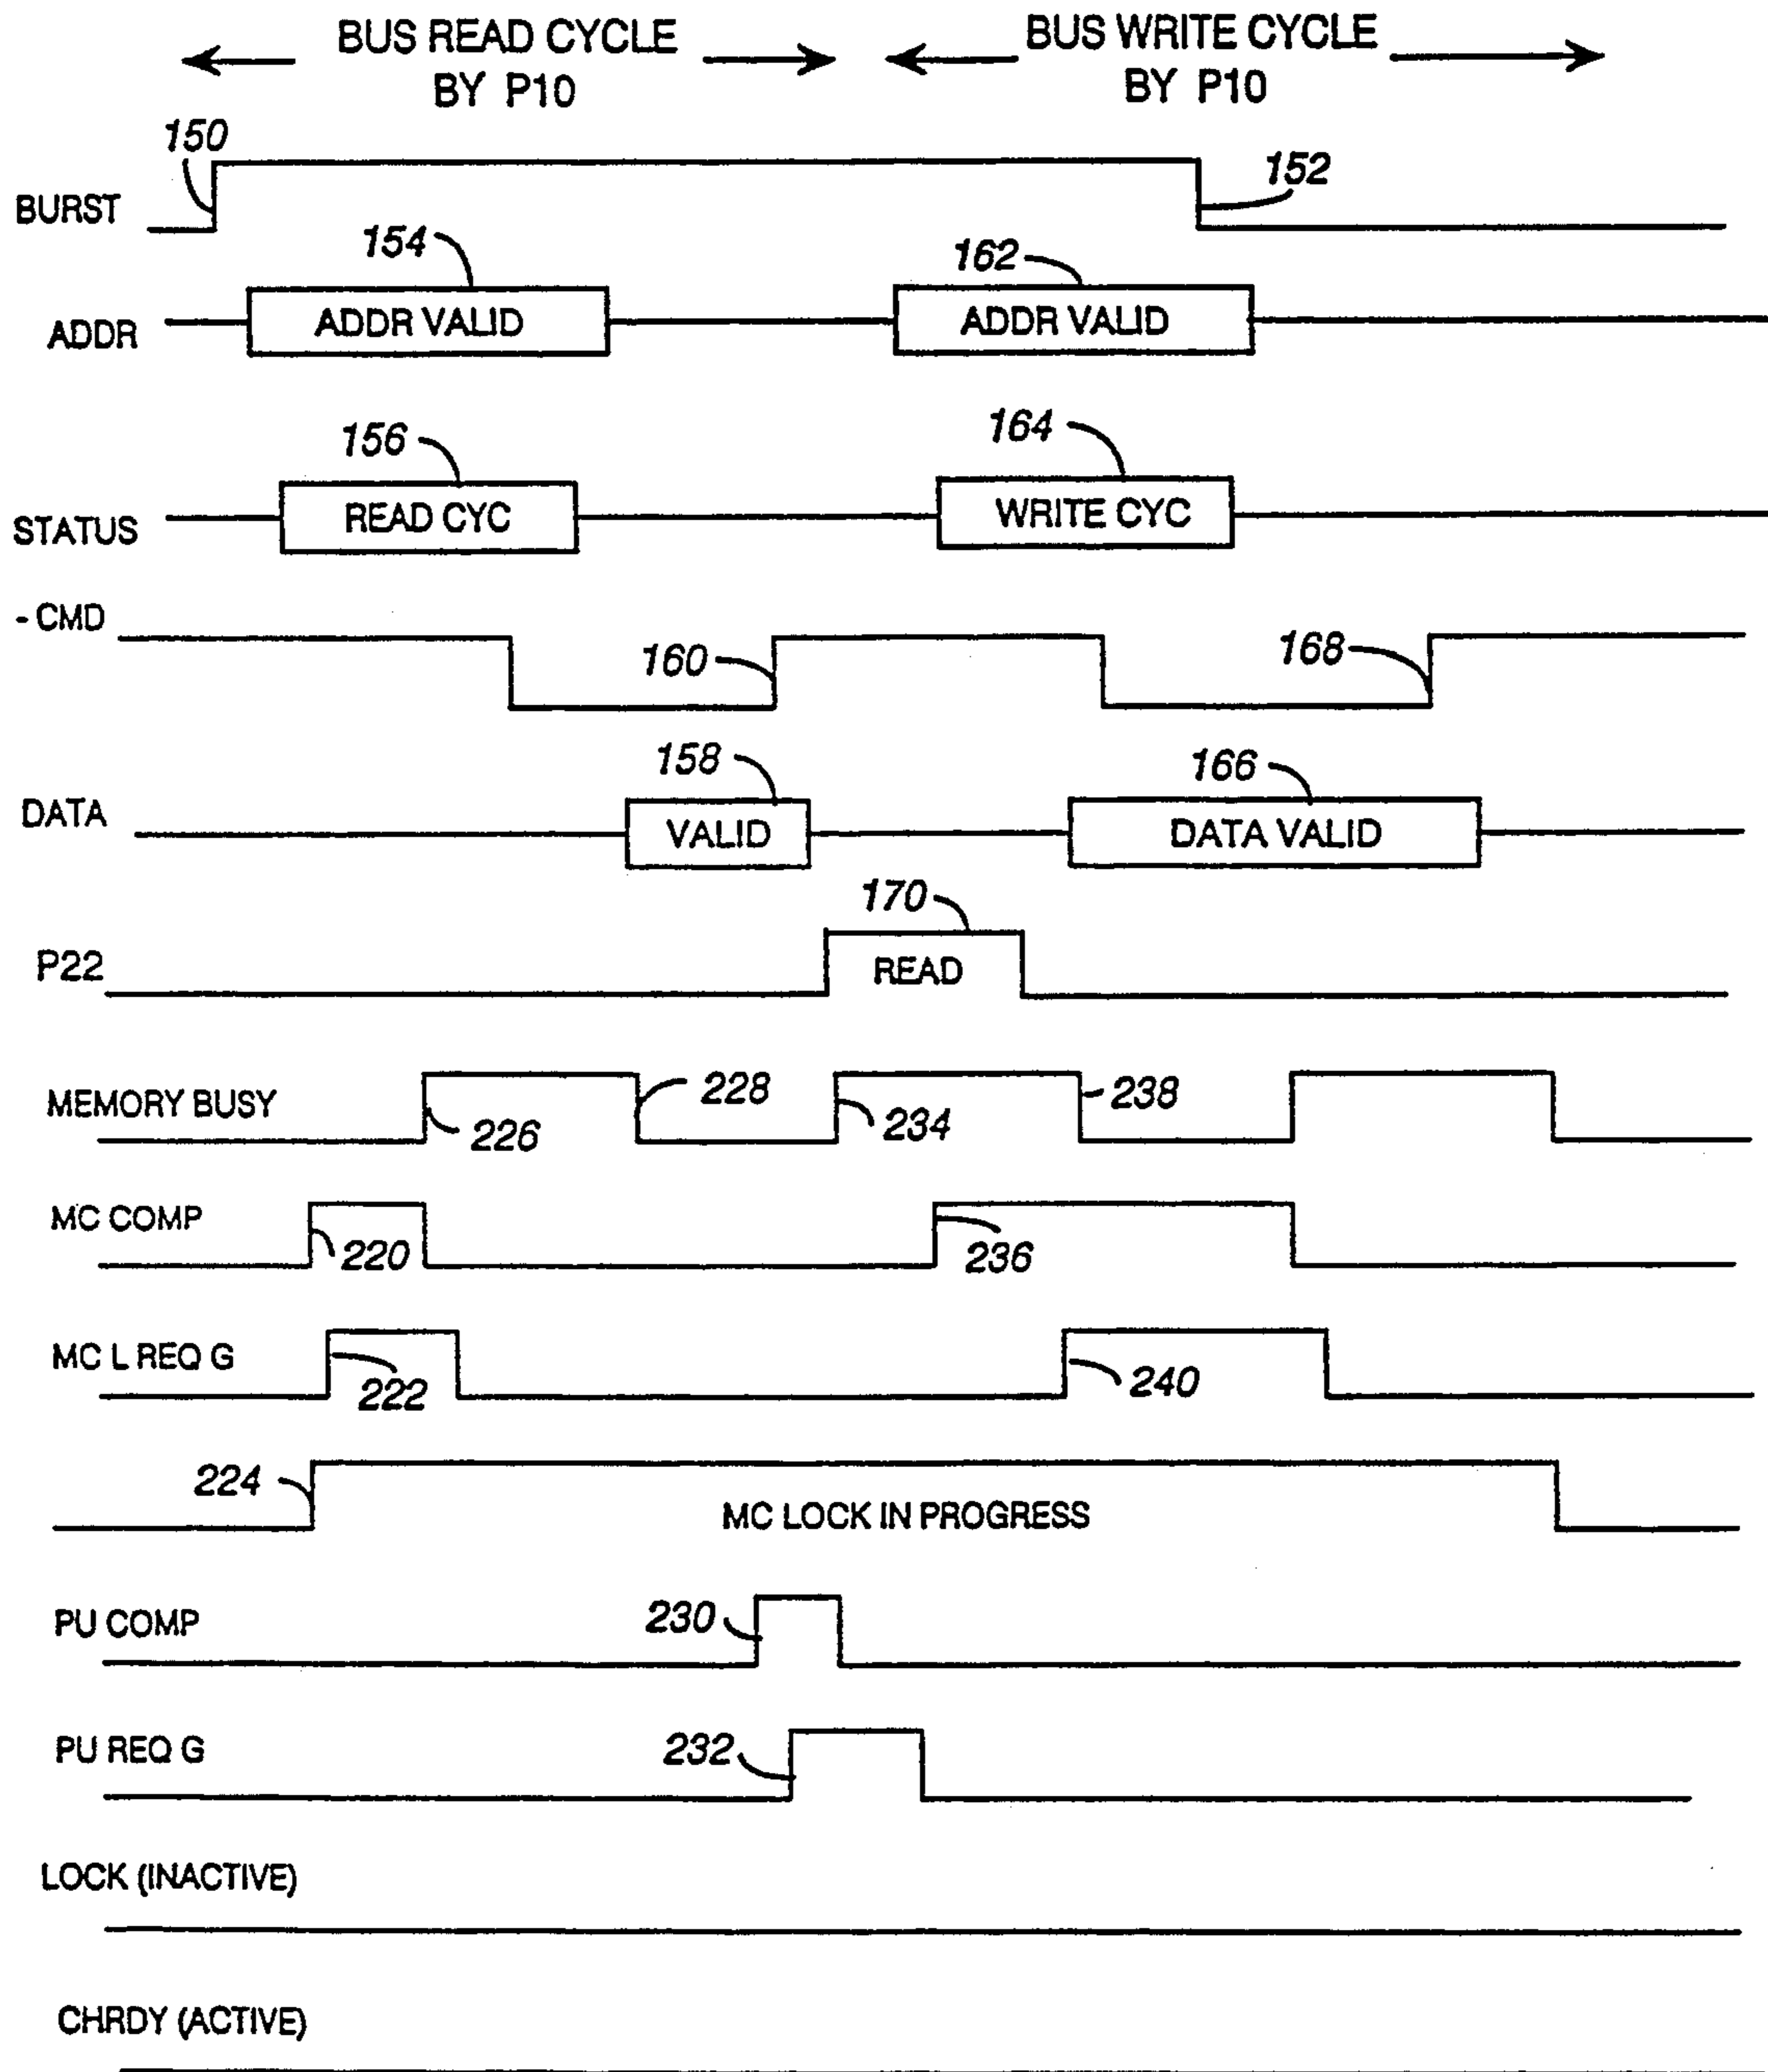 BUS READ CYCLE
BY P10
BUS WRITE CYCLE
BY P10
150
BURST
152
154
162
ADDR
ADDR VALID
ADDR VALID
156
164
STATUS
READ CYC
WRITE CYC
- CMD
160
168
158
166
DATA
VALID
DATA VALID
170
P22
READ
MEMORY BUSY
226
228
234
238
MC COMP
220
236
MC L REQ G
222
240
224
MC LOCK IN PROGRESS
PU COMP
230
PU REQ G
232
LOCK (INACTIVE)
CHRDY (ACTIVE)